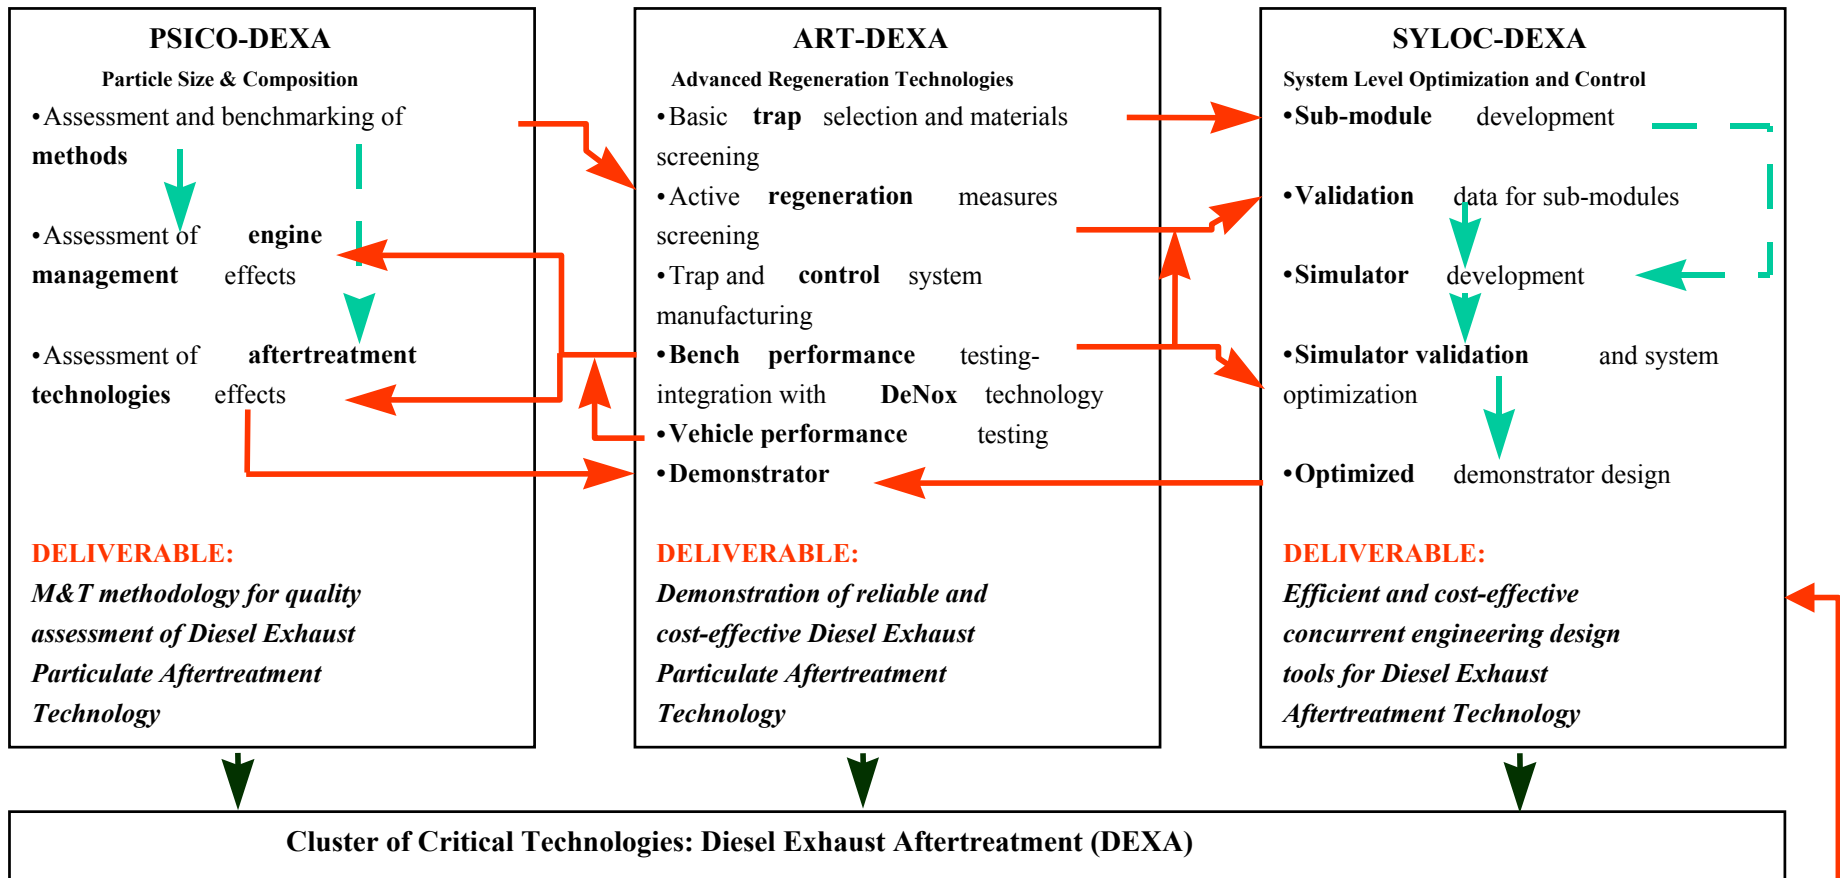 PSICO-DEXA
Particle Size & Composition
•Assessment and benchmarking of
methods
•Assessment of engine
management effects
•Assessment of aftertreatment
technologies effects
DELIVERABLE:
M&T methodology for quality
assessment of Diesel Exhaust
Particulate Aftertreatment
Technology
ART-DEXA
Advanced Regeneration Technologies
•Basic trap selection and materials
screening
•Active regeneration measures
screening
•Trap and control system
manufacturing
•Bench performance testing-
integration with DeNox technology
•Vehicle performance testing
•Demonstrator
DELIVERABLE:
Demonstration of reliable and
cost-effective Diesel Exhaust
Particulate Aftertreatment
Technology
SYLOC-DEXA
System Level Optimization and Control
•Sub-module development
•Validation data for sub-modules
•Simulator development
•Simulator validation and system
optimization
•Optimized demonstrator design
DELIVERABLE:
Efficient and cost-effective
concurrent engineering design
tools for Diesel Exhaust
Aftertreatment Technology
Cluster of Critical Technologies: Diesel Exhaust Aftertreatment (DEXA)